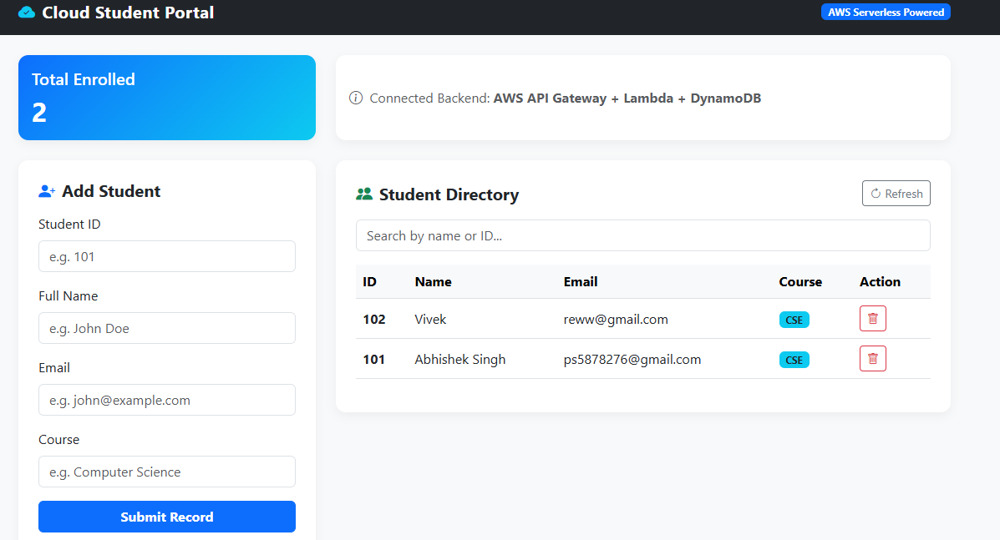 Cloud Student Portal
AWS Serverless Powered
Total Enrolled
2
Connected Backend: AWS API Gateway + Lambda + DynamoDB
Add Student
Student ID
e.g. 101
Full Name
e.g. John Doe
Email
e.g. john@example.com
Course
e.g. Computer Science
Submit Record
Student Directory
Refresh
Search by name or ID...
ID Name Email Course Action
102 Vivek reww@gmail.com CSE
101 Abhishek Singh ps5878276@gmail.com CSE